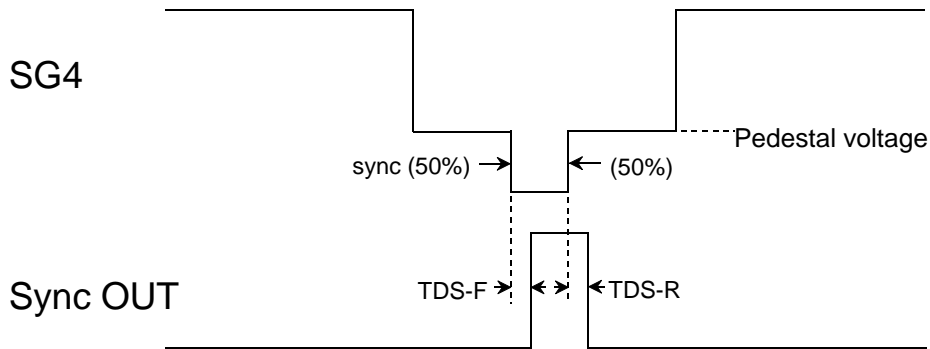 SG4
Pedestal voltage
sync (50%)
(50%)
TDS-F
TDS-R
Sync OUT